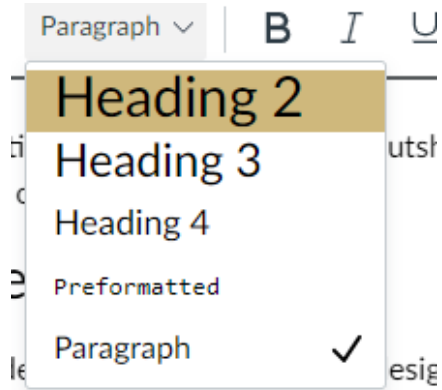 Paragraph B I U
Heading 2
Heading 3
Heading 4
Preformatted
Paragraph